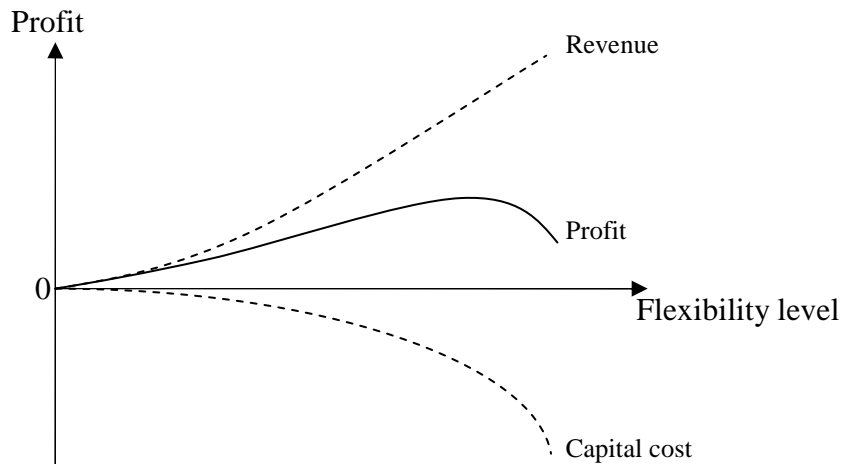 Profit
Revenue
Profit
0
Flexibility level
Capital cost